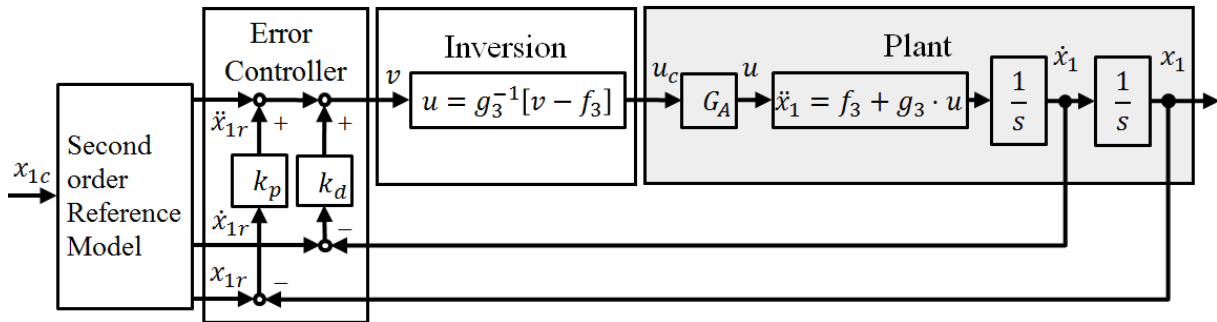 Error
Controller
Inversion
Plant
Second
order
Reference
Model
x_{1c}
ẍ_{1r}
ẋ_{1r}
x_{1r}
+
+
k_p
k_d
−
−
v
u = g_3^{-1}[v − f_3]
u_c
G_A
u
ẍ_1 = f_3 + g_3 · u
1/s
ẋ_1
1/s
x_1